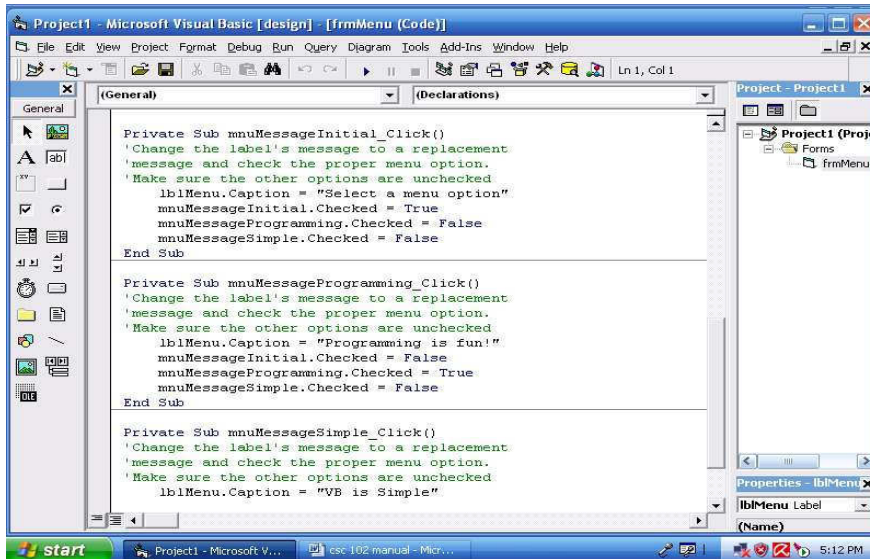 Project1 - Microsoft Visual Basic [design] - [frmMenu (Code)]
File Edit View Project Format Debug Run Query Diagram Tools Add-Ins Window Help
Ln 1, Col 1
General
(General)
(Declarations)
Private Sub mnuMessageInitial_Click()
'Change the label's message to a replacement
'message and check the proper menu option.
'Make sure the other options are unchecked
lblMenu.Caption = "Select a menu option"
mnuMessageInitial.Checked = True
mnuMessageProgramming.Checked = False
mnuMessageSimple.Checked = False
End Sub
Private Sub mnuMessageProgramming_Click()
'Change the label's message to a replacement
'message and check the proper menu option.
'Make sure the other options are unchecked
lblMenu.Caption = "Programming is fun!"
mnuMessageInitial.Checked = False
mnuMessageProgramming.Checked = True
mnuMessageSimple.Checked = False
End Sub
Private Sub mnuMessageSimple_Click()
'Change the label's message to a replacement
'message and check the proper menu option.
'Make sure the other options are unchecked
lblMenu.Caption = "VB is Simple"
Project - Project1
Project1 (Proj
Forms
frmMenu
Properties - lblMenu
lblMenu Label
(Name)
start
Project1 - Microsoft V...
csc 102 manual - Micr...
5:12 PM